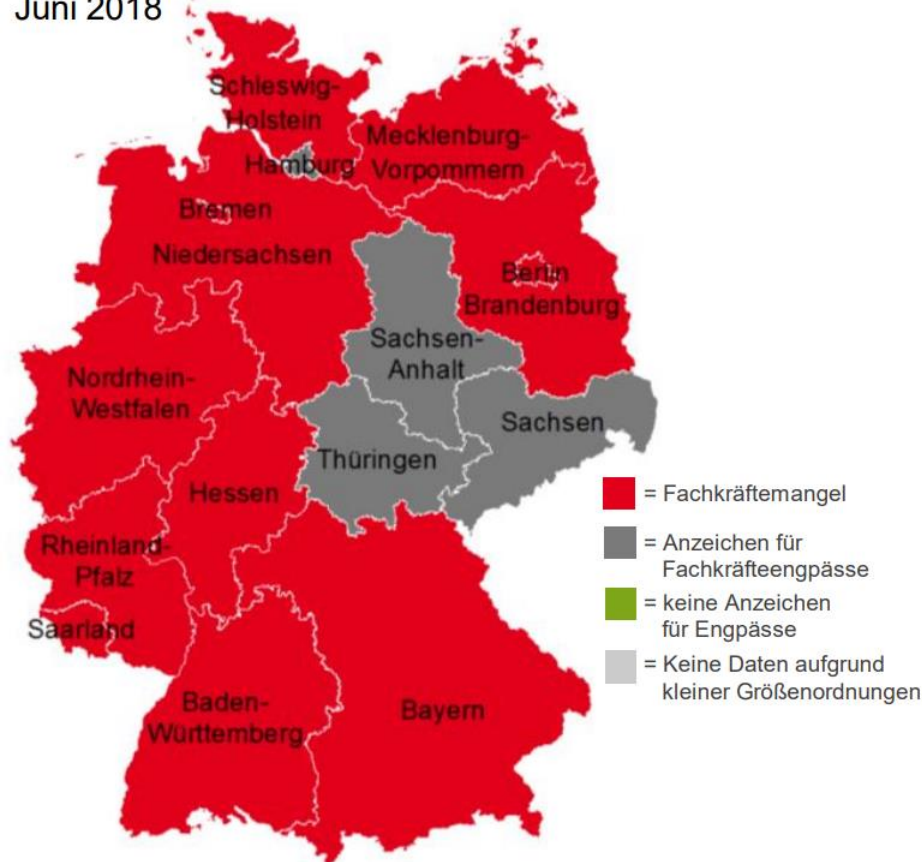 Juni 2018
Schleswig-
Holstein
Mecklenburg-
Vorpommern
Hamburg
Bremen
Niedersachsen
Berlin
Brandenburg
Sachsen-
Anhalt
Nordrhein-
Westfalen
Sachsen
Thüringen
Hessen
Rheinland-
Pfalz
Saarland
Baden-
Württemberg
Bayern
= Fachkräftemangel
= Anzeichen für
Fachkräfteengpässe
= keine Anzeichen
für Engpässe
= Keine Daten aufgrund
kleiner Größenordnungen